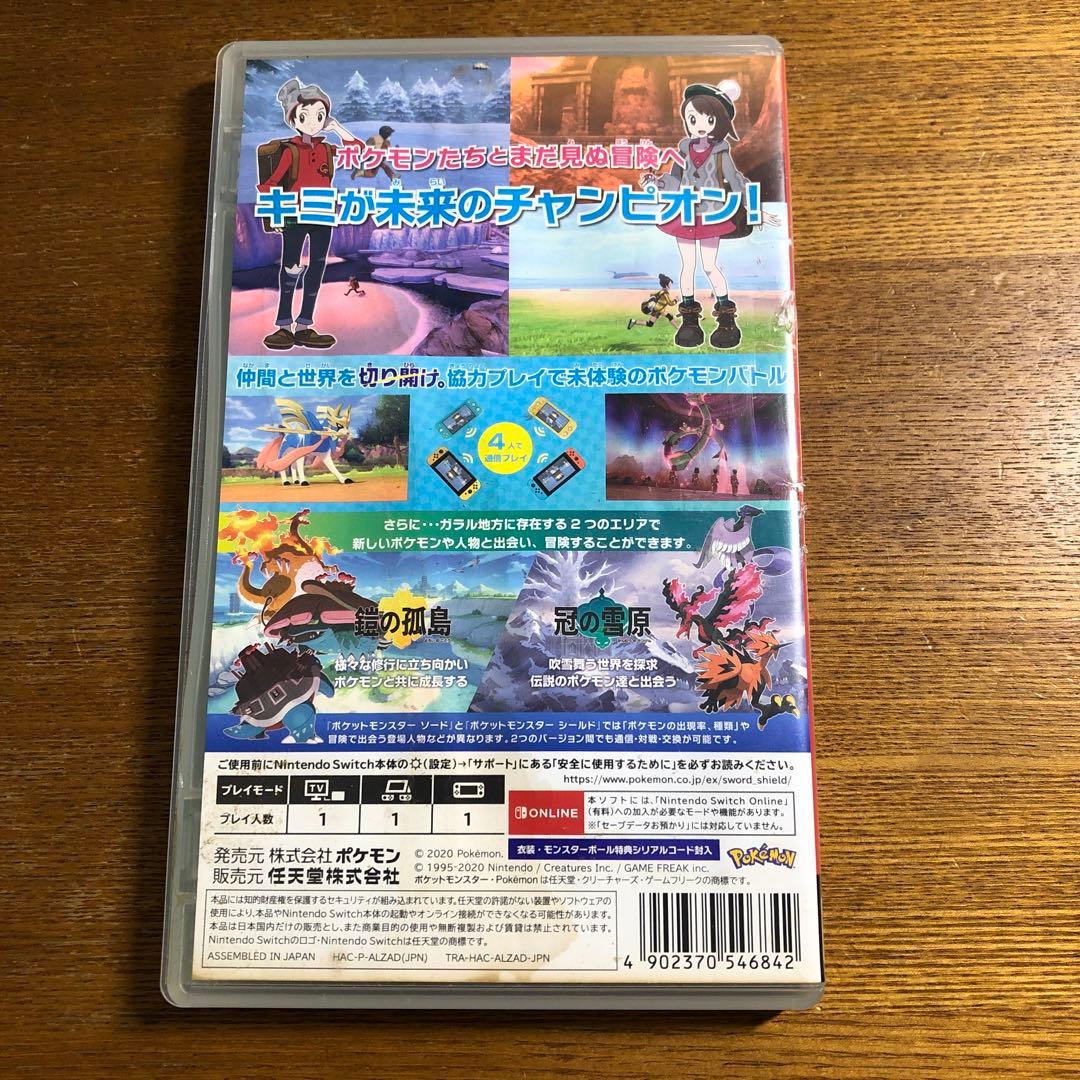 ポケモンたちとまだ見ぬ冒険へ
キミが未来のチャンピオン!
仲間と世界を切り開け。協力プレイで未体験のポケモンバトル
4人で
通信プレイ
さらに・・・ガラル地方に存在する2つのエリアで
新しいポケモンや人物と出会い、冒険することができます。
鎧の孤島
様々な修行に立ち向かい
ポケモンと共に成長する
冠の雪原
吹雪舞う世界を探求
伝説のポケモン達と出会う
「ポケットモンスター ソード」と「ポケットモンスター シールド」では「ポケモンの出現率、種類」や
冒険で出会う登場人物などが異なります。2つのバージョン間でも通信・対戦・交換が可能です。
ご使用前にNintendo Switch本体の(設定)→「サポート」にある「安全に使用するために」を必ずお読みください。
https://www.pokemon.co.jp/ex/sword_shield/
プレイモード TV
プレイ人数 1 1 1
ONLINE
本ソフトには、「Nintendo Switch Online」
(有料)への加入が必要なモードや機能があります。
※「セーブデータお預かり」には対応していません。
発売元 株式会社ポケモン
販売元 任天堂株式会社
© 2020 Pokémon.
© 1995-2020 Nintendo / Creatures Inc. / GAME FREAK inc.
ポケットモンスター・Pokémonは任天堂・クリーチャーズ・ゲームフリークの商標です。
衣装・モンスターボール特典シリアルコード封入
POKéMON
本品には知的財産権を保護するセキュリティが組み込まれています。任天堂の許諾がない装置やソフトウェアの
使用により、本品やNintendo Switch本体の起動やオンライン接続ができなくなる可能性があります。
本品は日本国内だけの販売とし、また商業目的の使用や無断複製および賃貸は禁止されています。
Nintendo Switchのロゴ・Nintendo Switchは任天堂の商標です。
ASSEMBLED IN JAPAN HAC-P-ALZAD(JPN) TRA-HAC-ALZAD-JPN
4 902370 546842